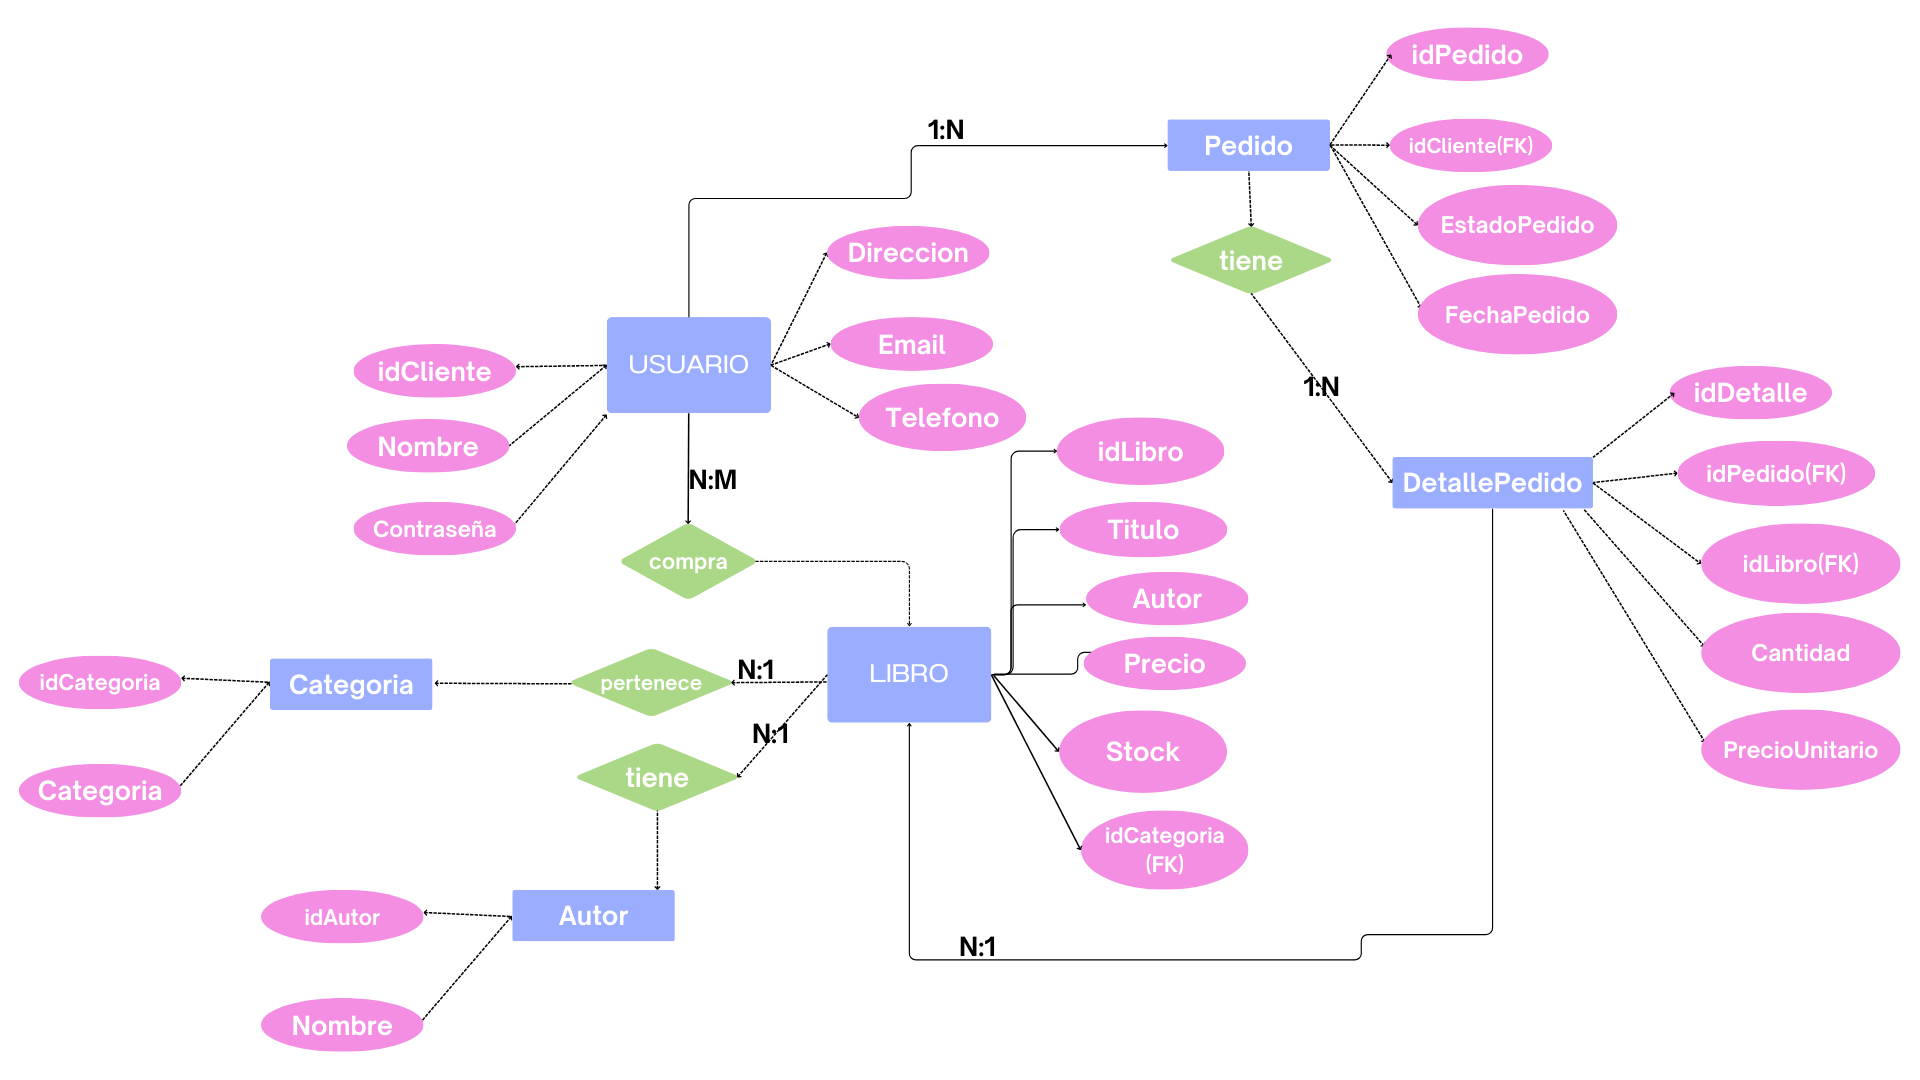 idPedido
1:N
Pedido
idCliente(FK)
EstadoPedido
Direccion
tiene
FechaPedido
USUARIO
Email
idCliente
1:N
idDetalle
Telefono
Nombre
idLibro
N:M
idPedido(FK)
DetallePedido
Contraseña
Titulo
compra
idLibro(FK)
Autor
Cantidad
Precio
LIBRO
N:1
pertenece
idCategoria
Categoria
N:1
Stock
PrecioUnitario
tiene
Categoria
idCategoria
(FK)
idAutor
Autor
N:1
Nombre